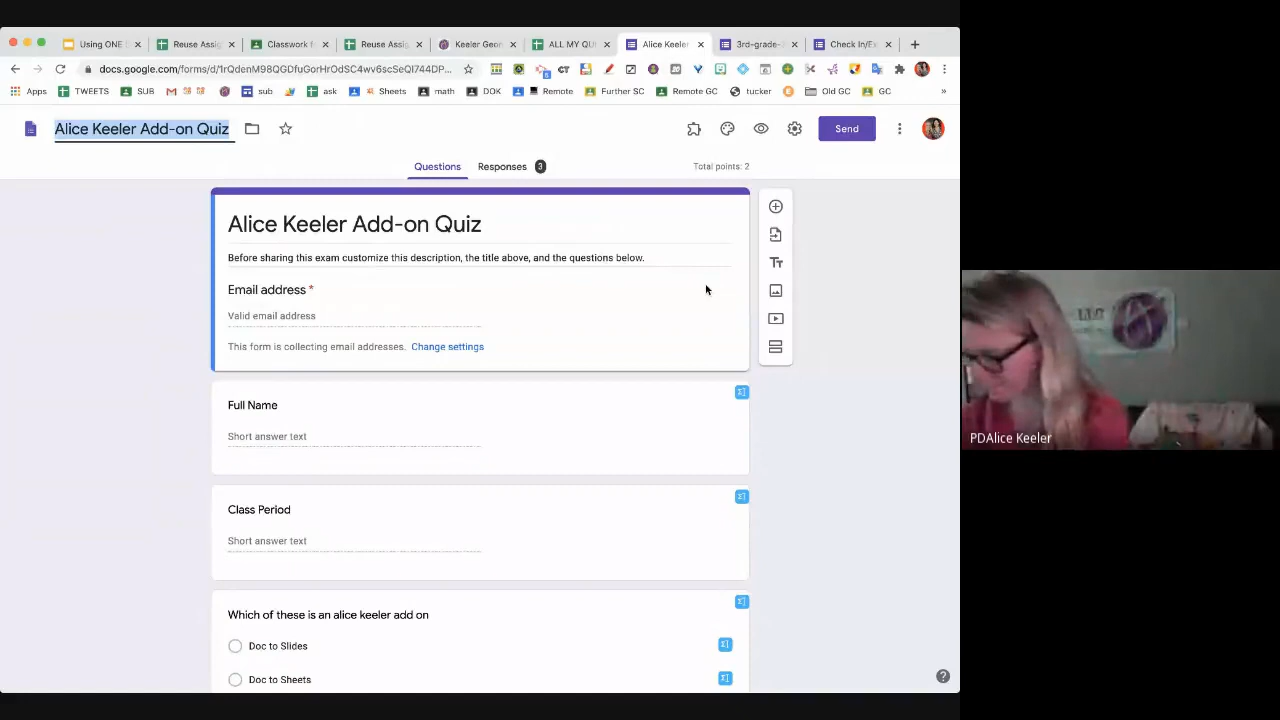 Using ONE
Reuse Assig
Classwork f
Reuse Assig
Keeler Geor
ALL MY QU
Alice Keeler
3rd-grade-
Check In/Ex
docs.google.com/forms/d/1rOdenM98QGDfuGorHrOdSC4wv6scSeQl744DP...
Apps TWEETS SUB sub ask Sheets math DOK Remote Further SC Remote GC tucker Old GC GC »
Alice Keeler Add-on Quiz
Send
Questions Responses 3 Total points: 2
Alice Keeler Add-on Quiz
Before sharing this exam customize this description, the title above, and the questions below.
Email address *
Valid email address
This form is collecting email addresses. Change settings
Full Name
Short answer text
Class Period
Short answer text
Which of these is an alice keeler add on
Doc to Slides
Doc to Sheets
PDAlice Keeler
LLC